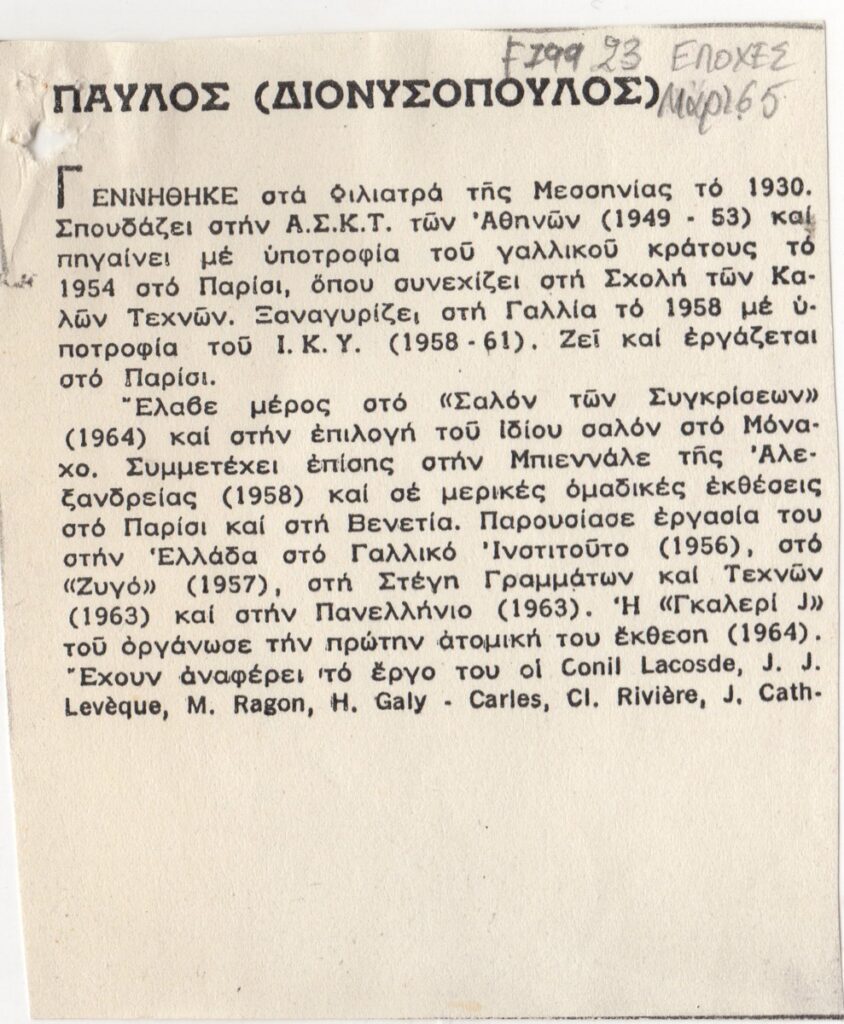 23 ΕΠΟΧΕΣ
ΠΑΥΛΟΣ (ΔΙΟΝΥΣΟΠΟΥΛΟΣ)
ΓΕΝΝΗΘΗΚΕ στά Φιλιατρά τῆς Μεσσηνίας τό 1930.
Σπουδάζει στήν Α.Σ.Κ.Τ. τῶν Ἀθηνῶν (1949 - 53) καί
πηγαίνει μέ ὑποτροφία τοῦ γαλλικοῦ κράτους τό
1954 στό Παρίσι, ὅπου συνεχίζει στή Σχολή τῶν Κα-
λῶν Τεχνῶν. Ξαναγυρίζει στή Γαλλία τό 1958 μέ ὑ-
ποτροφία τοῦ Ι.Κ.Υ. (1958 - 61). Ζεῖ καί ἐργάζεται
στό Παρίσι.
Ἔλαβε μέρος στό «Σαλόν τῶν Συγκρίσεων»
(1964) καί στήν ἐπιλογή τοῦ ἰδίου σαλόν στό Μόνα-
χο. Συμμετέχει ἐπίσης στήν Μπιεννάλε τῆς Ἀλε-
ξανδρείας (1958) καί σέ μερικές ὁμαδικές ἐκθέσεις
στό Παρίσι καί στή Βενετία. Παρουσίασε ἐργασία του
στήν Ἑλλάδα στό Γαλλικό Ἰνστιτοῦτο (1956), στό
«Ζυγό» (1957), στή Στέγη Γραμμάτων καί Τεχνῶν
(1963) καί στήν Πανελλήνιο (1963). Ἡ «Γκαλερί J»
τοῦ ὀργάνωσε τήν πρώτην ἀτομική του ἔκθεση (1964).
Ἔχουν ἀναφέρει τό ἔργο του οἱ Conil Lacosde, J. J.
Levèque, M. Ragon, H. Galy - Carles, Cl. Rivière, J. Cath-